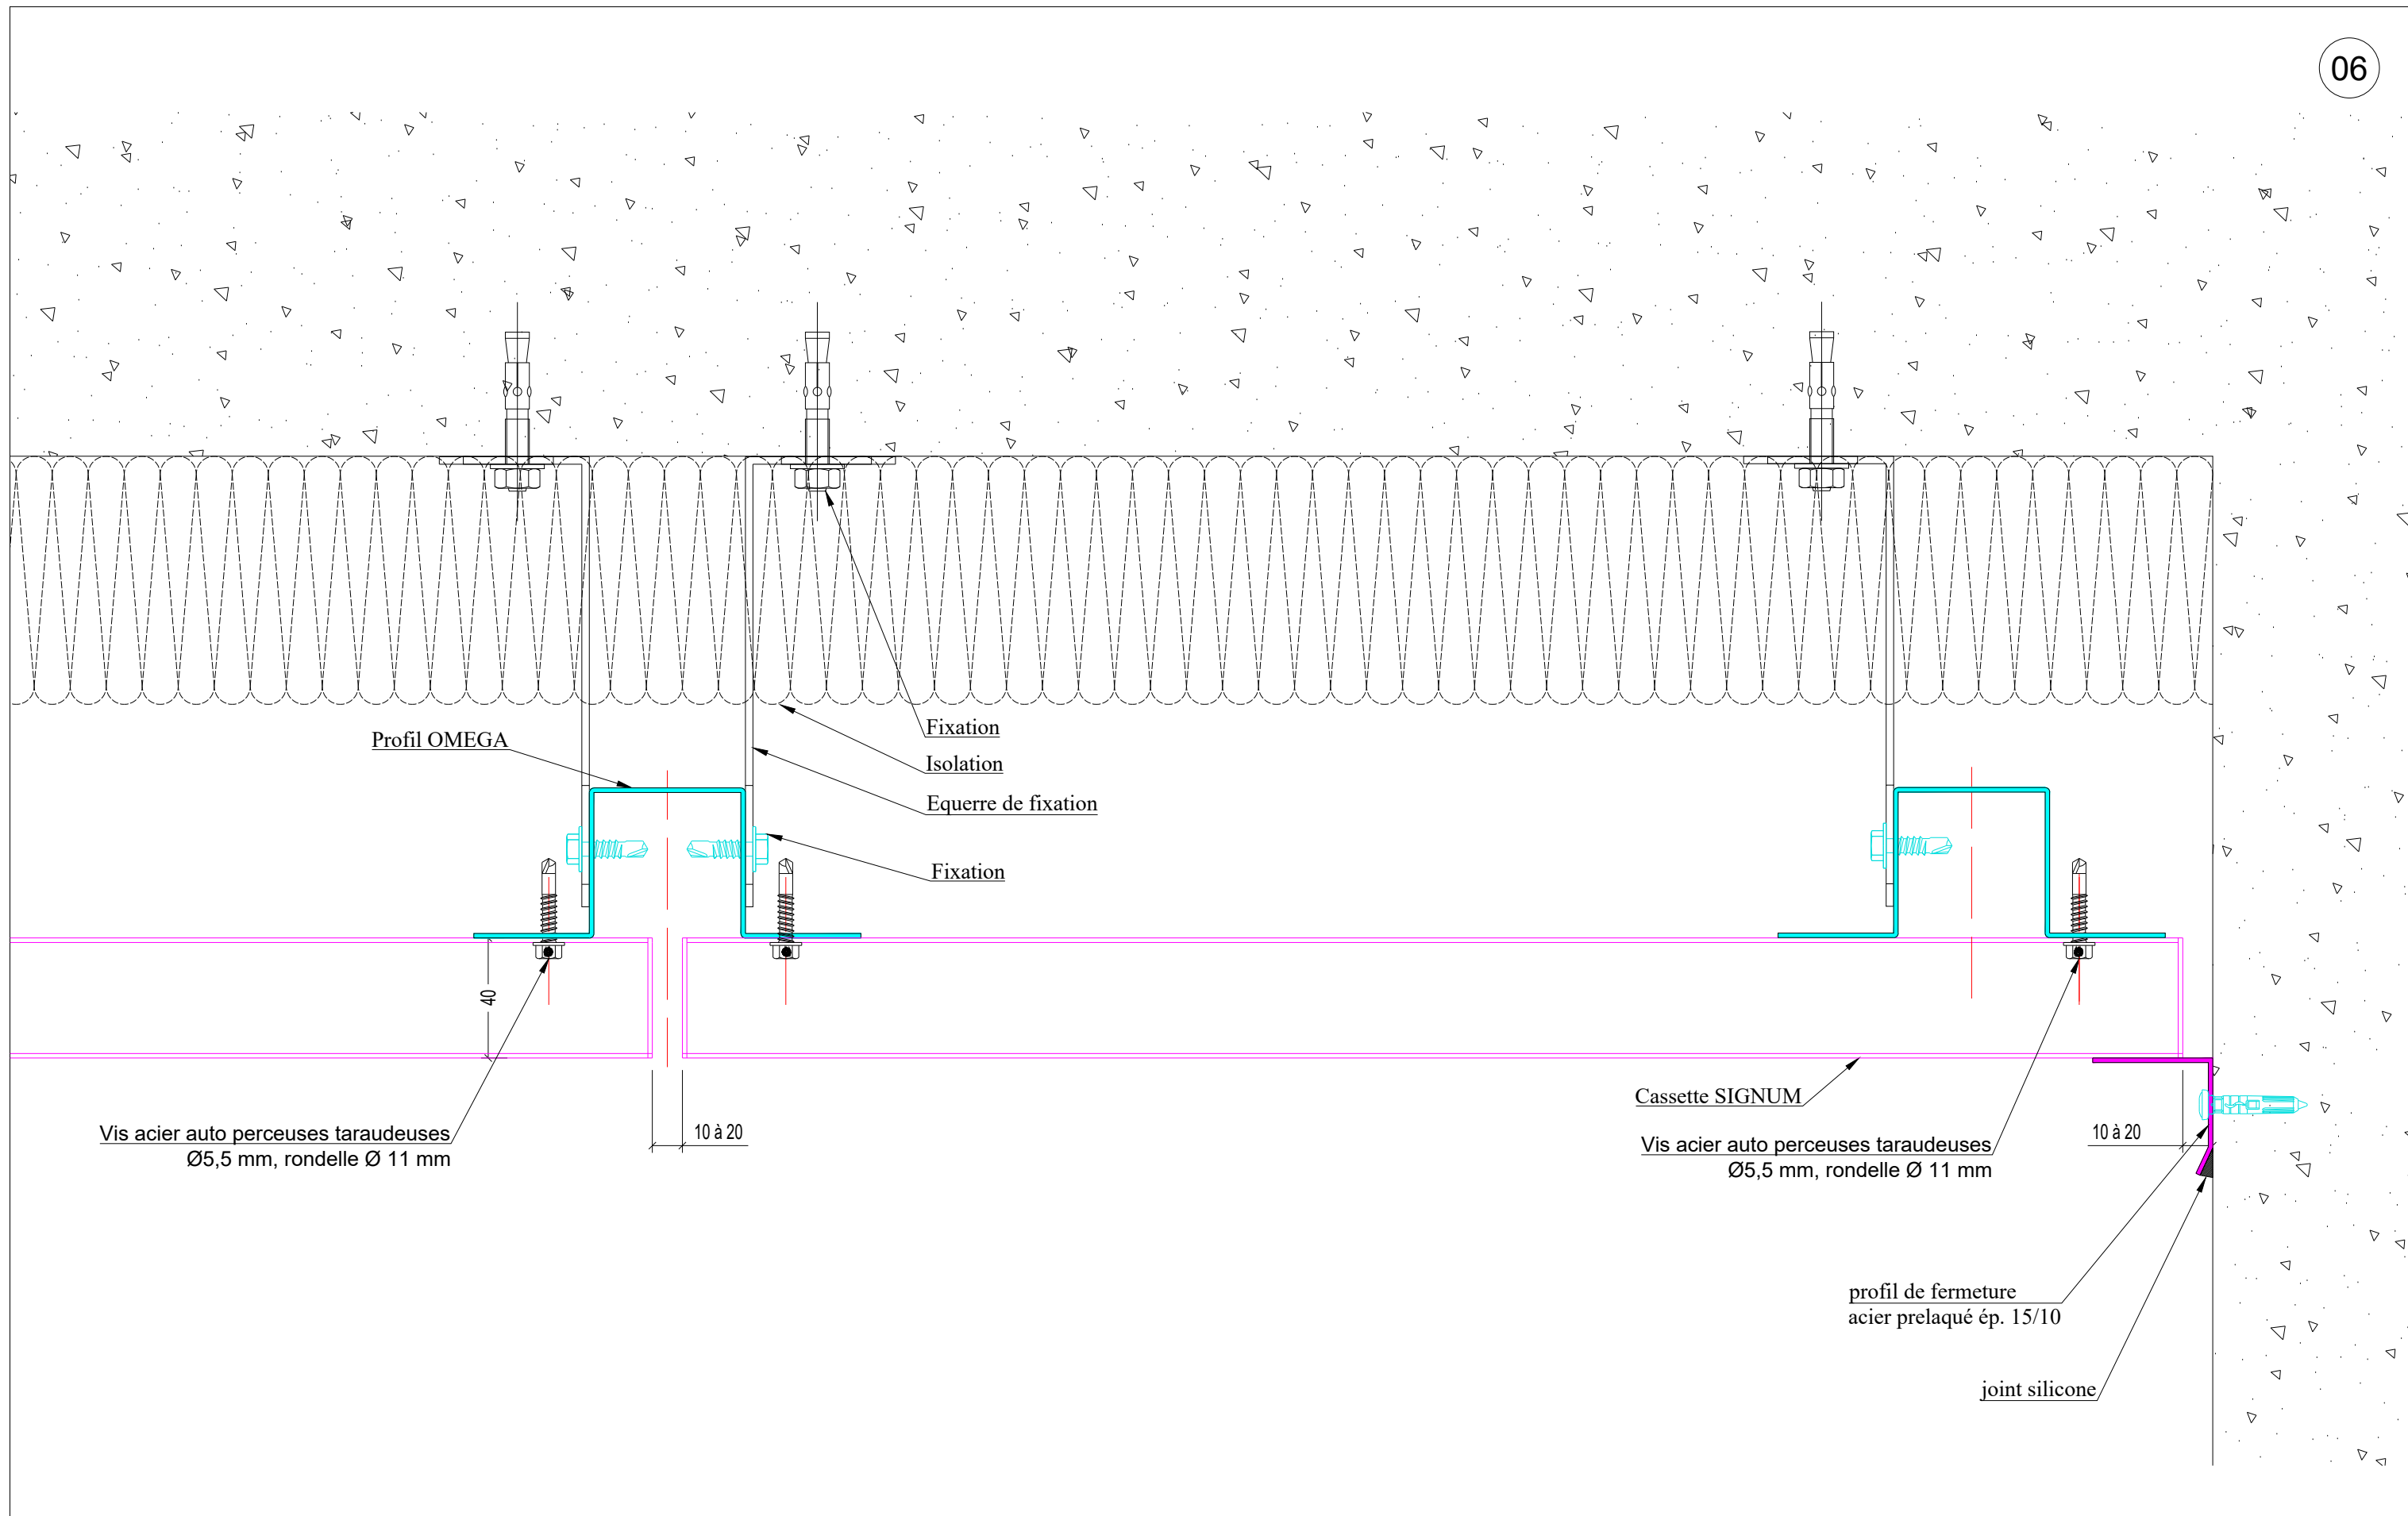 06
Fixation
Profil OMEGA
Isolation
Equerre de fixation
Fixation
40
Cassette SIGNUM
Vis acier auto perceuses taraudeuses
Ø5,5 mm, rondelle Ø 11 mm
10 à 20
Vis acier auto perceuses taraudeuses
Ø5,5 mm, rondelle Ø 11 mm
10 à 20
profil de fermeture
acier prelaqué ép. 15/10
joint silicone